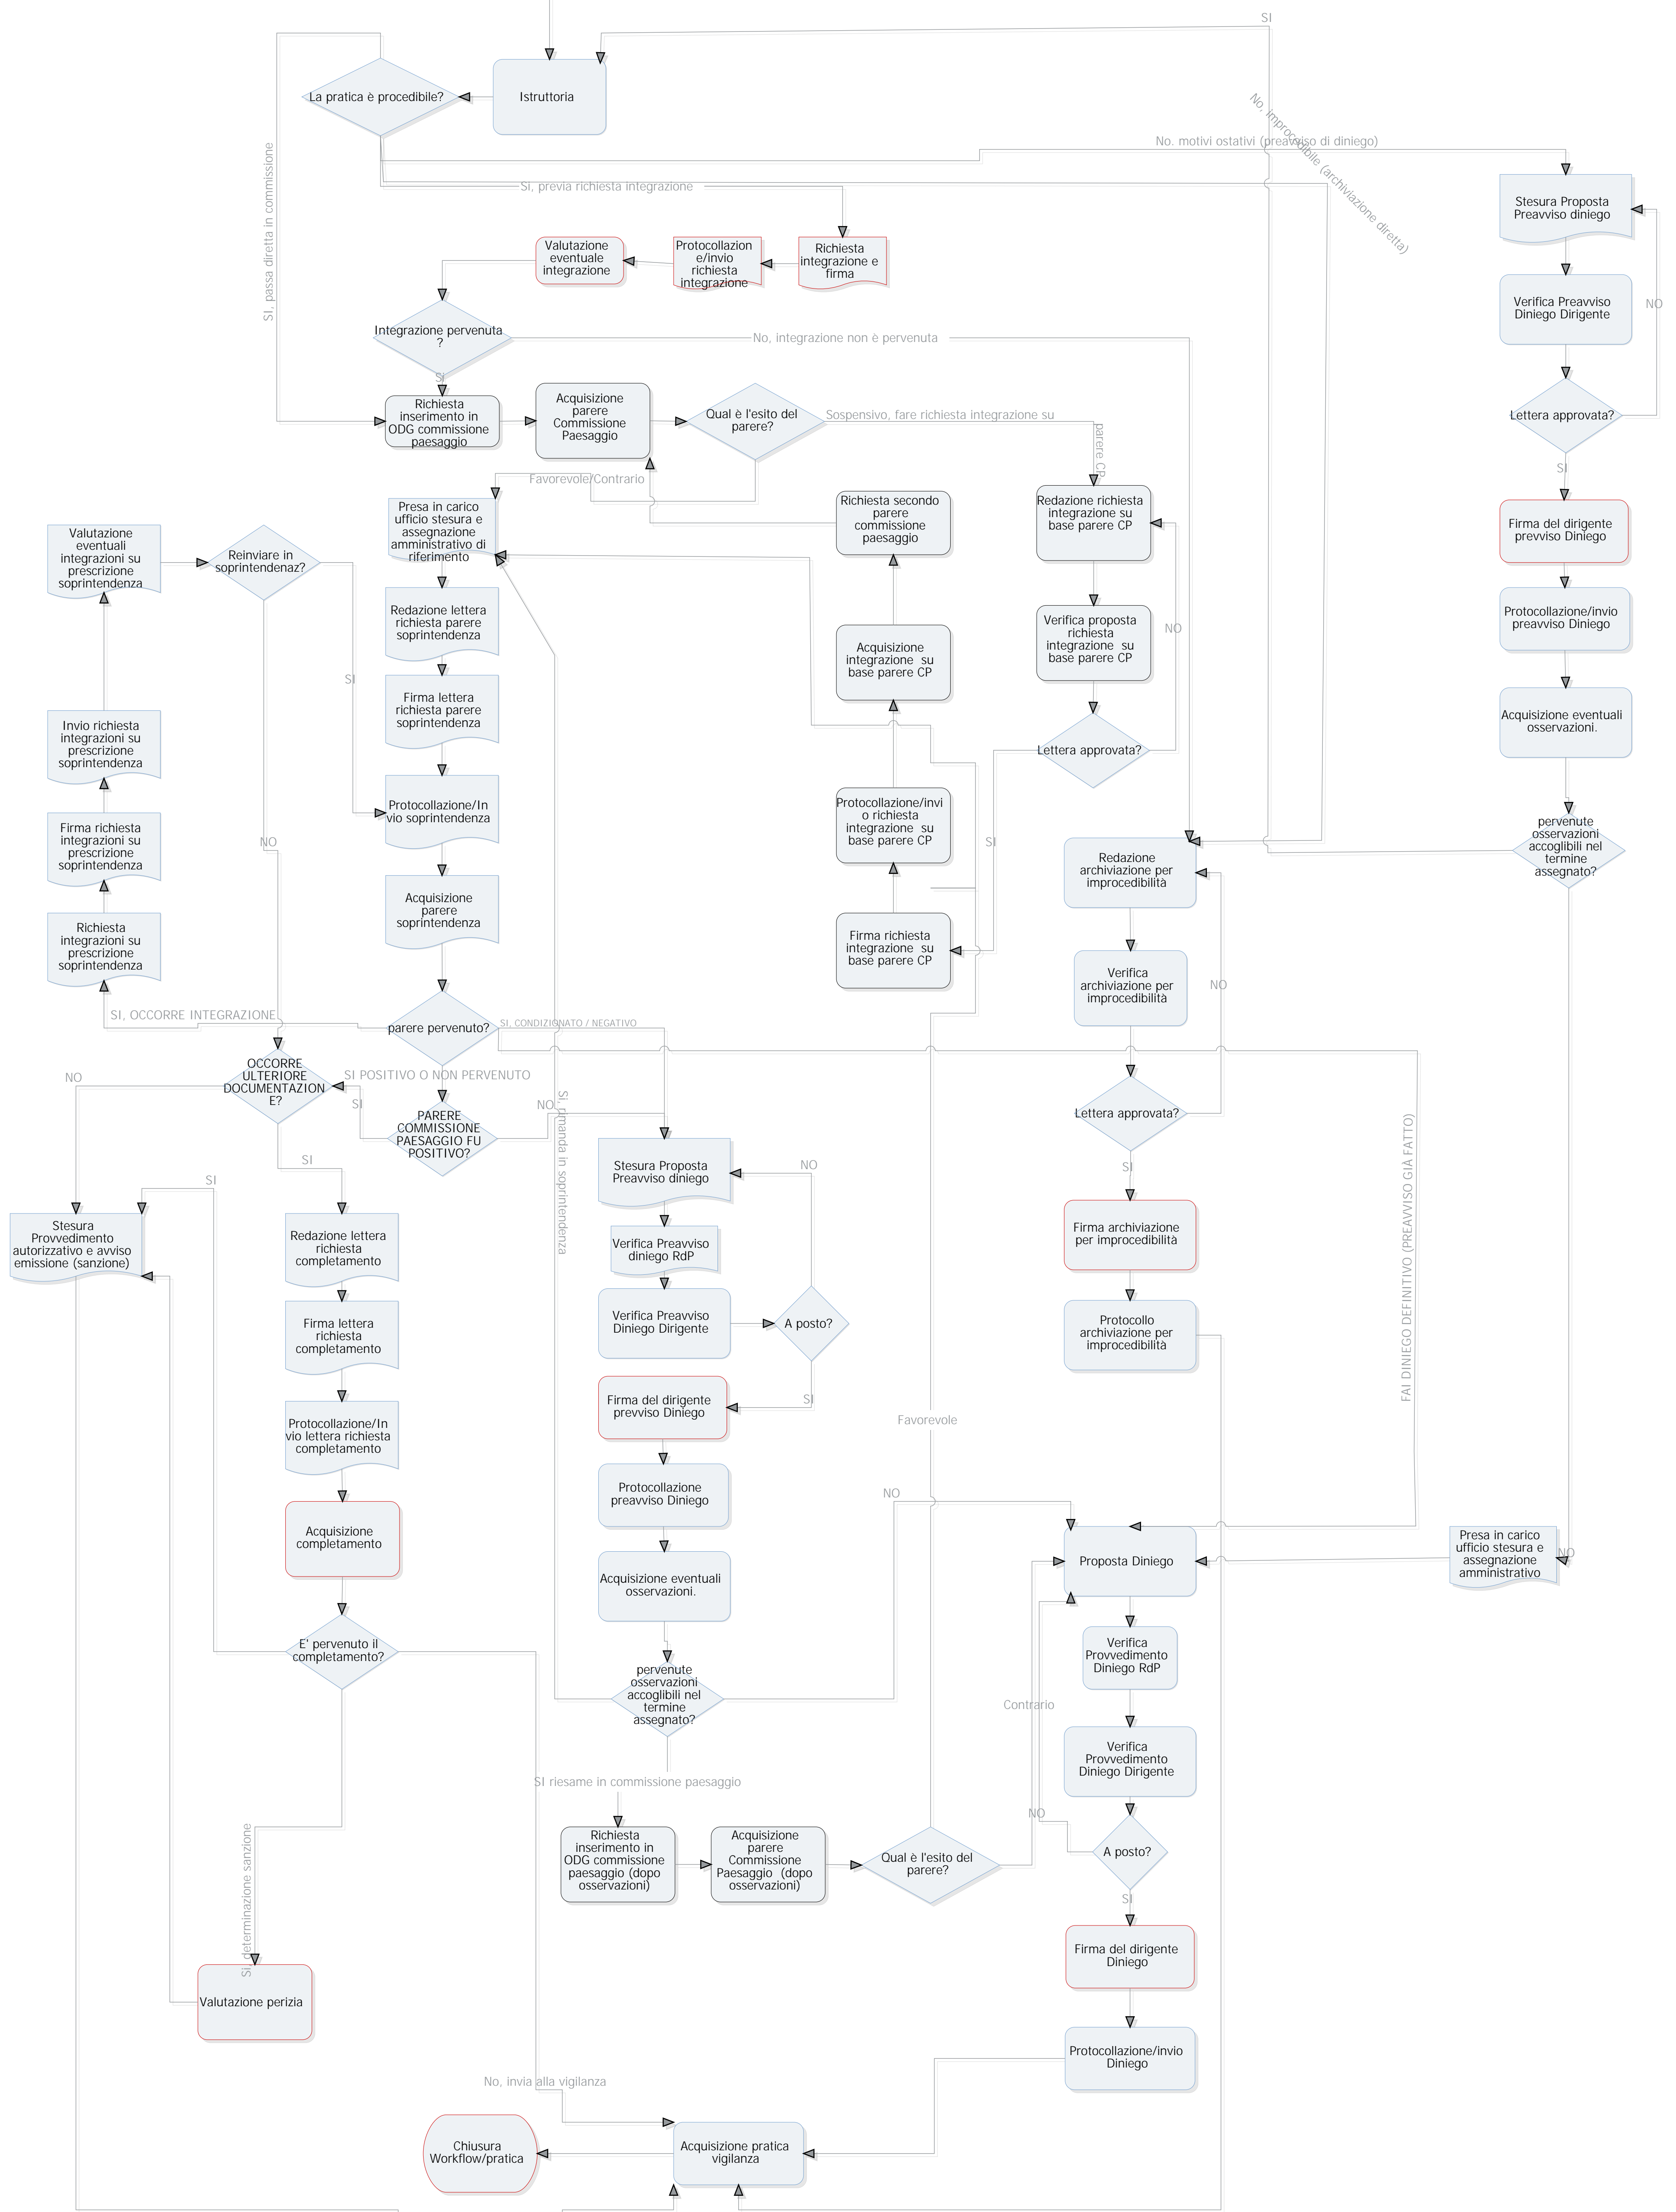 SI
La pratica è procedibile?
Istruttoria
No, improcedibile (archiviazione diretta)
No. motivi ostativi (preavviso di diniego)
SI, passa diretta in commissione
Si, previa richiesta integrazione
Stesura Proposta
Preavviso diniego
Valutazione
eventuale
integrazione
Protocollazion
e/invio
richiesta
integrazione
Richiesta
integrazione e
firma
Verifica Preavviso
Diniego Dirigente
NO
Integrazione pervenuta
?
No, integrazione non è pervenuta
SI
Richiesta
inserimento in
ODG commissione
paesaggio
Acquisizione
parere
Commissione
Paesaggio
Qual è l'esito del
parere?
Sospensivo, fare richiesta integrazione su
parere CP
Lettera approvata?
SI
Favorevole/Contrario
Presa in carico
ufficio stesura e
assegnazione
amministrativo di
riferimento
Richiesta secondo
parere
commissione
paesaggio
Redazione richiesta
integrazione su
base parere CP
Firma del dirigente
prevviso Diniego
Valutazione
eventuali
integrazioni su
prescrizione
soprintendenza
Reinviare in
soprintendenaz?
Redazione lettera
richiesta parere
soprintendenza
Protocollazione/invio
preavviso Diniego
Acquisizione
integrazione  su
base parere CP
Verifica proposta
richiesta
integrazione  su
base parere CP
NO
SI
Firma lettera
richiesta parere
soprintendenza
Invio richiesta
integrazioni su
prescrizione
soprintendenza
Lettera approvata?
Acquisizione eventuali
osservazioni.
Protocollazione/In
vio soprintendenza
Protocollazione/invi
o richiesta
integrazione  su
base parere CP
SI
Firma richiesta
integrazioni su
prescrizione
soprintendenza
NO
Redazione
archiviazione per
improcedibilità
pervenute
osservazioni
accoglibili nel
termine
assegnato?
Acquisizione
parere
soprintendenza
Richiesta
integrazioni su
prescrizione
soprintendenza
Firma richiesta
integrazione  su
base parere CP
Verifica
archiviazione per
improcedibilità
NO
SI, OCCORRE INTEGRAZIONE
parere pervenuto?
SI, CONDIZIONATO / NEGATIVO
OCCORRE
ULTERIORE
DOCUMENTAZION
E?
NO
SI POSITIVO O NON PERVENUTO
SI
PARERE
COMMISSIONE
PAESAGGIO FU
POSITIVO?
NO
Si, rimanda in soprintendenza
Lettera approvata?
SI
FAI DINIEGO DEFINITIVO (PREAVVISO GIÀ FATTO)
SI
SI
Stesura Proposta
Preavviso diniego
NO
Stesura
Provvedimento
autorizzativo e avviso
emissione (sanzione)
Redazione lettera
richiesta
completamento
Verifica Preavviso
diniego RdP
Firma archiviazione
per improcedibilità
Firma lettera
richiesta
completamento
Verifica Preavviso
Diniego Dirigente
A posto?
Protocollo
archiviazione per
improcedibilità
SI
Firma del dirigente
prevviso Diniego
Protocollazione/In
vio lettera richiesta
completamento
Favorevole
Protocollazione
preavviso Diniego
NO
Acquisizione
completamento
Proposta Diniego
Presa in carico
ufficio stesura e
assegnazione
amministrativo
NO
Acquisizione eventuali
osservazioni.
E' pervenuto il
completamento?
Verifica
Provvedimento
Diniego RdP
pervenute
osservazioni
accoglibili nel
termine
assegnato?
Contrario
Verifica
Provvedimento
Diniego Dirigente
SI riesame in commissione paesaggio
NO
Richiesta
inserimento in
ODG commissione
paesaggio (dopo
osservazioni)
Acquisizione
parere
Commissione
Paesaggio  (dopo
osservazioni)
Qual è l'esito del
parere?
A posto?
SI
Si, determinazione sanzione
Firma del dirigente
Diniego
Valutazione perizia
Protocollazione/invio
Diniego
No, invia alla vigilanza
Chiusura
Workflow/pratica
Acquisizione pratica
vigilanza